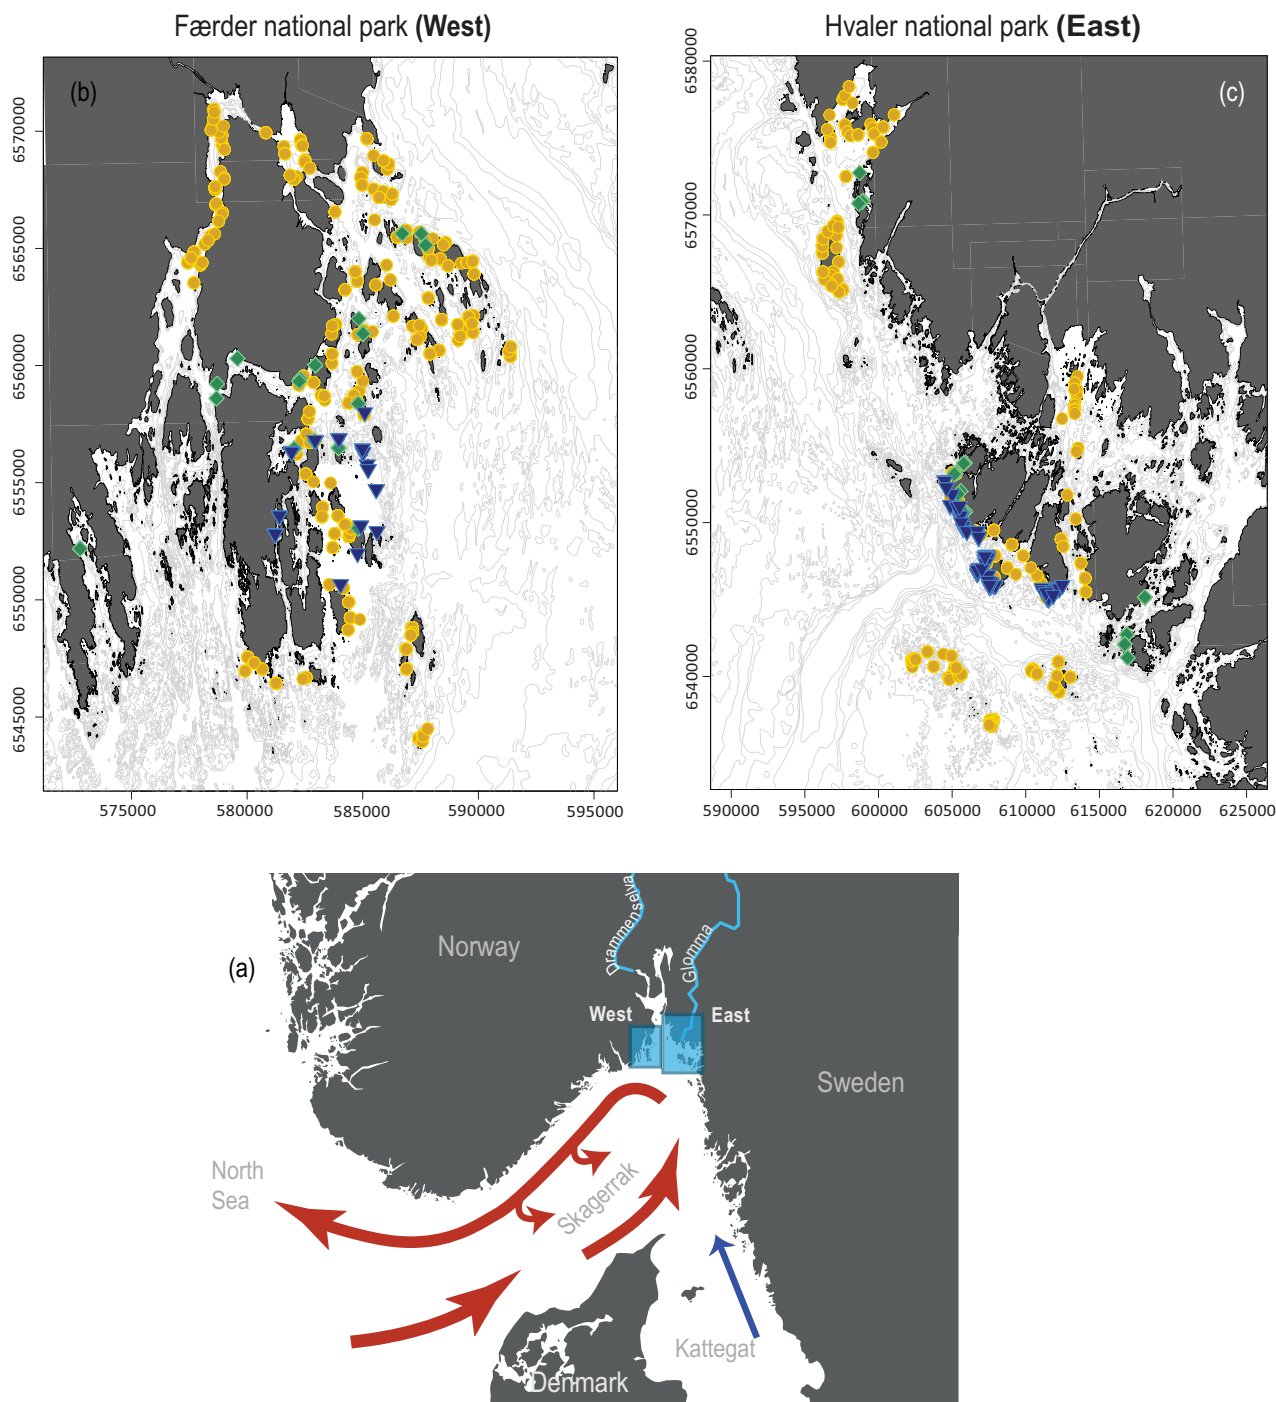 Færder national park (West)
Hvaler national park (East)
(b)
6570000
6565000
6560000
6555000
6550000
6545000
575000 580000 585000 590000 595000
(c)
6580000
6570000
6560000
6550000
6540000
590000 595000 600000 605000 610000 615000 620000 625000
(a)
Norway
Drammenselva
Glomma
West
East
Sweden
North
Sea
Skagerrak
Kattegat
Denmark